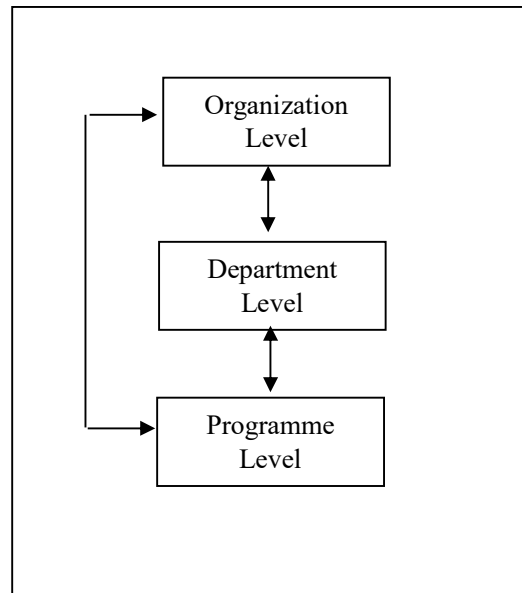 Organization
Level
Department
Level
Programme
Level